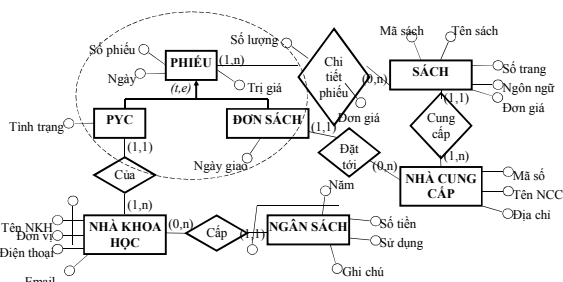 Mã sách
Tên sách
Số phiếu
Số lượng
PHIẾU
(1,n)
Chi
tiết
phiếu
(0,n)
SÁCH
Số trang
Ngày
(t,e)
Trị giá
Ngôn ngữ
(1,1)
Đơn giá
Đơn giá
Tình trạng
PYC
ĐƠN SÁCH
(1,1)
Cung
cấp
(1,1)
Đặt
tới
(1,n)
Ngày giao
(0,n)
Của
NHÀ CUNG
CẤP
Mã số
Tên NCC
Địa chỉ
Năm
(1,n)
Tên NKH
Đơn vị
Điện thoại
Email
NHÀ KHOA
HỌC
(0,n)
Cấp
(1,1)
NGÂN SÁCH
Số tiền
Sử dụng
Ghi chú